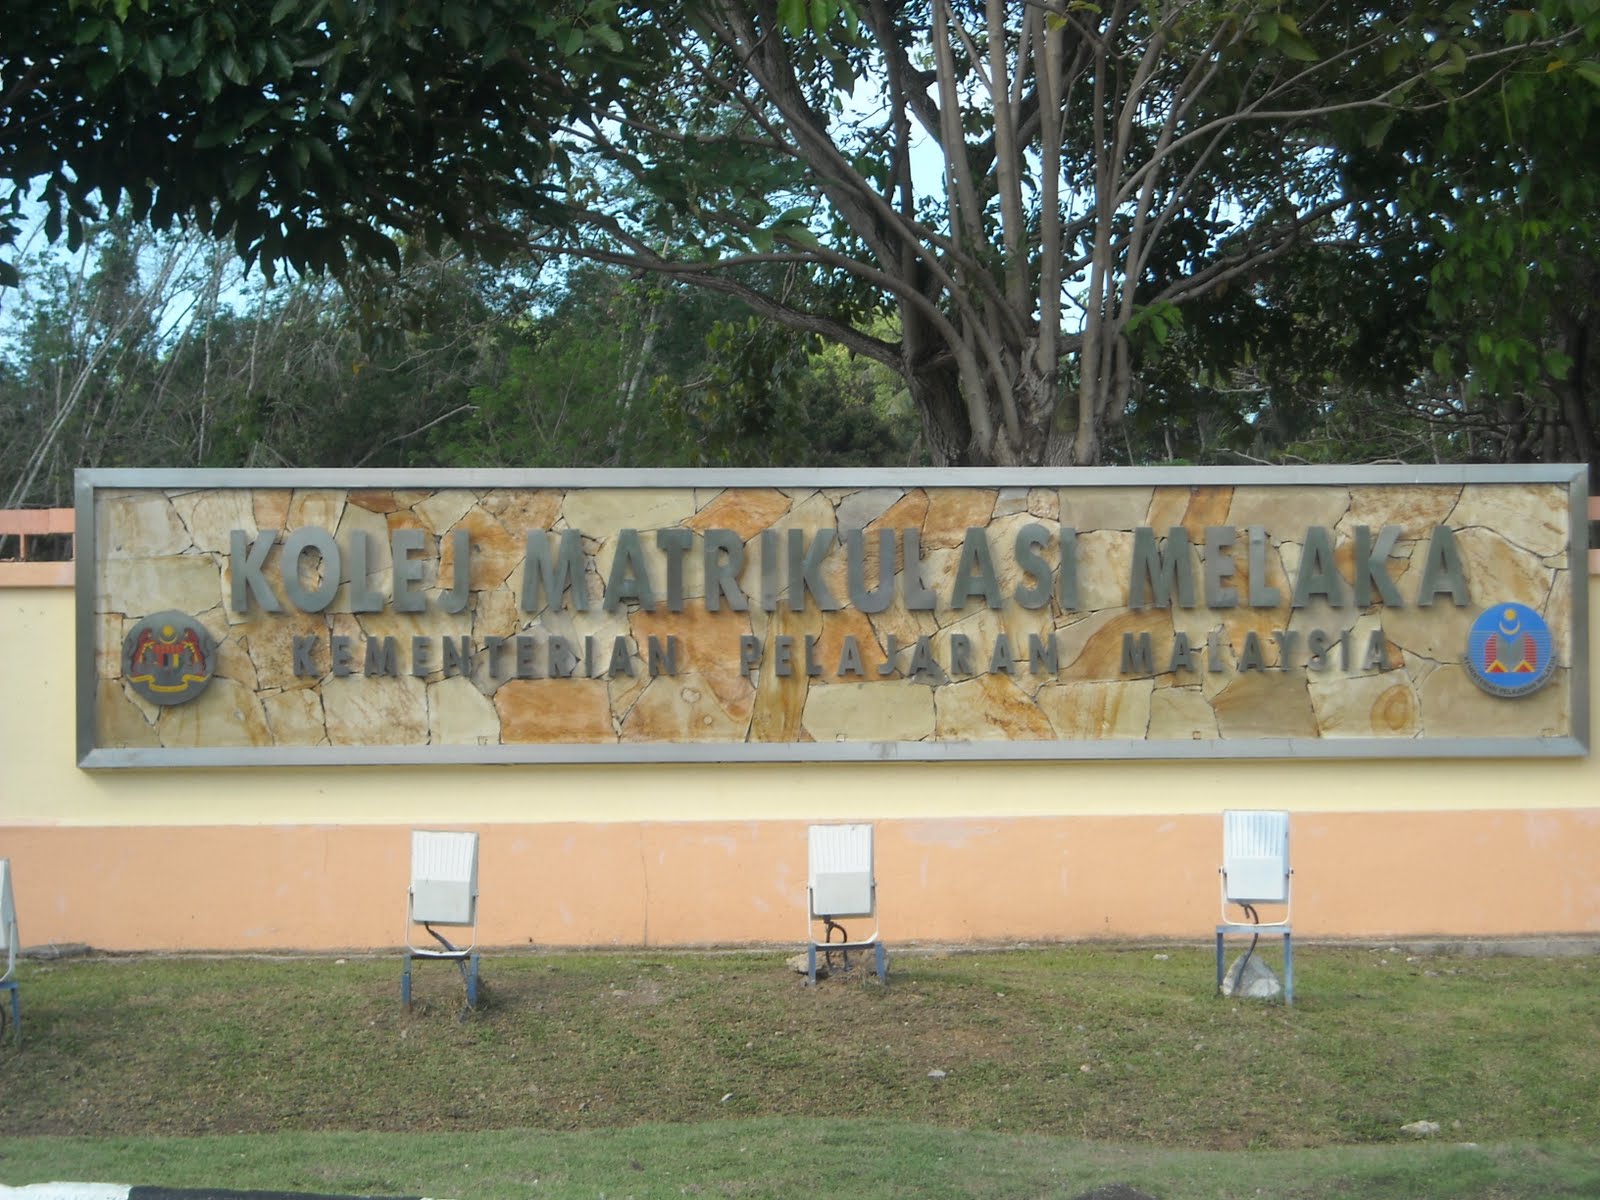 KOLEJ MATRIKULASI MELAKA
KEMENTERIAN PELAJARAN MALAYSIA